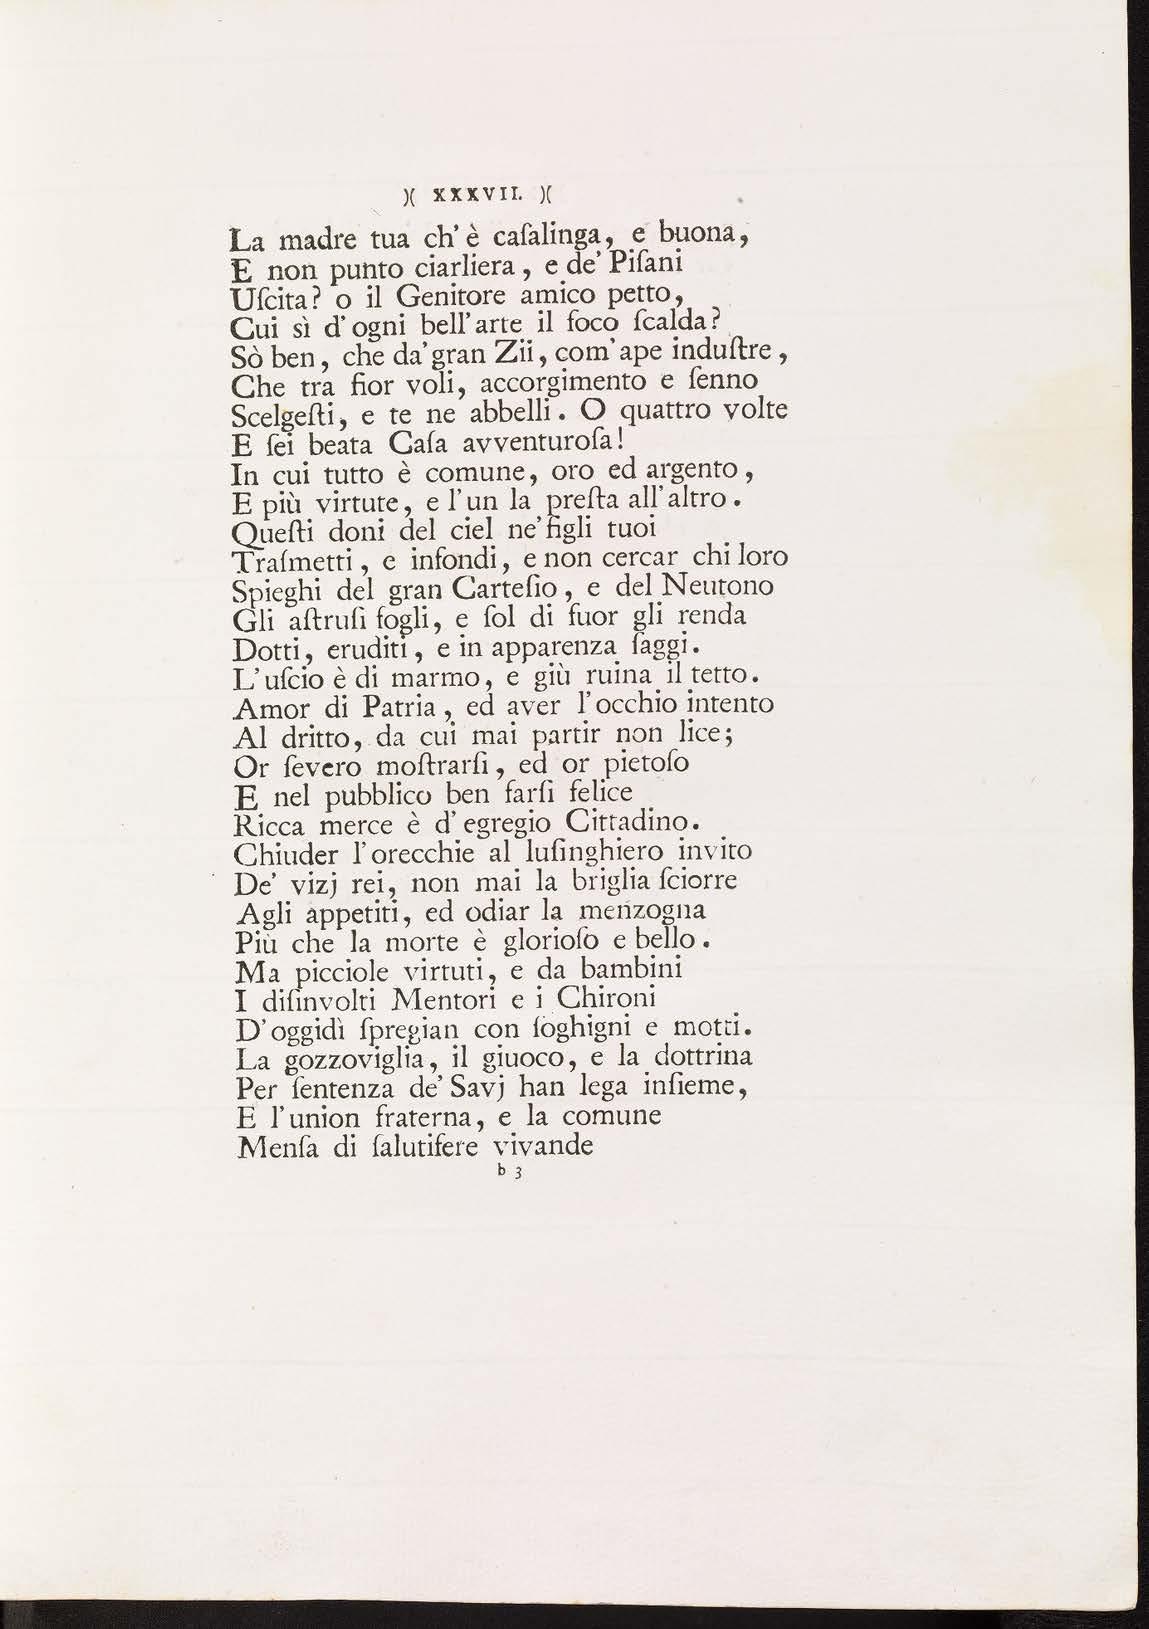 )( XXXVII. )(
La madre tua ch' è caſalinga, e buona,
E non punto ciarliera, e de' Piſani
Uſcita? o il Genitore amico petto,
Cui sì d' ogni bell' arte il foco ſcalda?
Sò ben, che da' gran Zii, com' ape induſtre,
Che tra fior voli, accorgimento e ſenno
Scelgeſti, e te ne abbelli. O quattro volte
E ſei beata Caſa avventuroſa!
In cui tutto è comune, oro ed argento,
E più virtute, e l' un la preſta all' altro.
Queſti doni del ciel ne' figli tuoi
Traſmetti, e infondi, e non cercar chi loro
Spieghi del gran Carteſio, e del Neutono
Gli aſtruſi fogli, e ſol di fuor gli renda
Dotti, eruditi, e in apparenza ſaggi.
L' uſcio è di marmo, e giù ruina il tetto.
Amor di Patria, ed aver l' occhio intento
Al dritto, da cui mai partir non lice;
Or ſevero moſtrarſi, ed or pietoſo
E nel pubblico ben farſi felice
Ricca merce è d' egregio Cittadino.
Chiuder l' orecchie al luſinghiero invito
De' vizj rei, non mai la briglia ſciorre
Agli appetiti, ed odiar la menzogna
Più che la morte è glorioſo e bello.
Ma picciole virtuti, e da bambini
I diſinvolti Mentori e i Chironi
D' oggidì ſpregian con ſoghigni e motti.
La gozzoviglia, il giuoco, e la dottrina
Per ſentenza de' Savj han lega inſieme,
E l' union fraterna, e la comune
Menſa di ſalutifere vivande
b 3